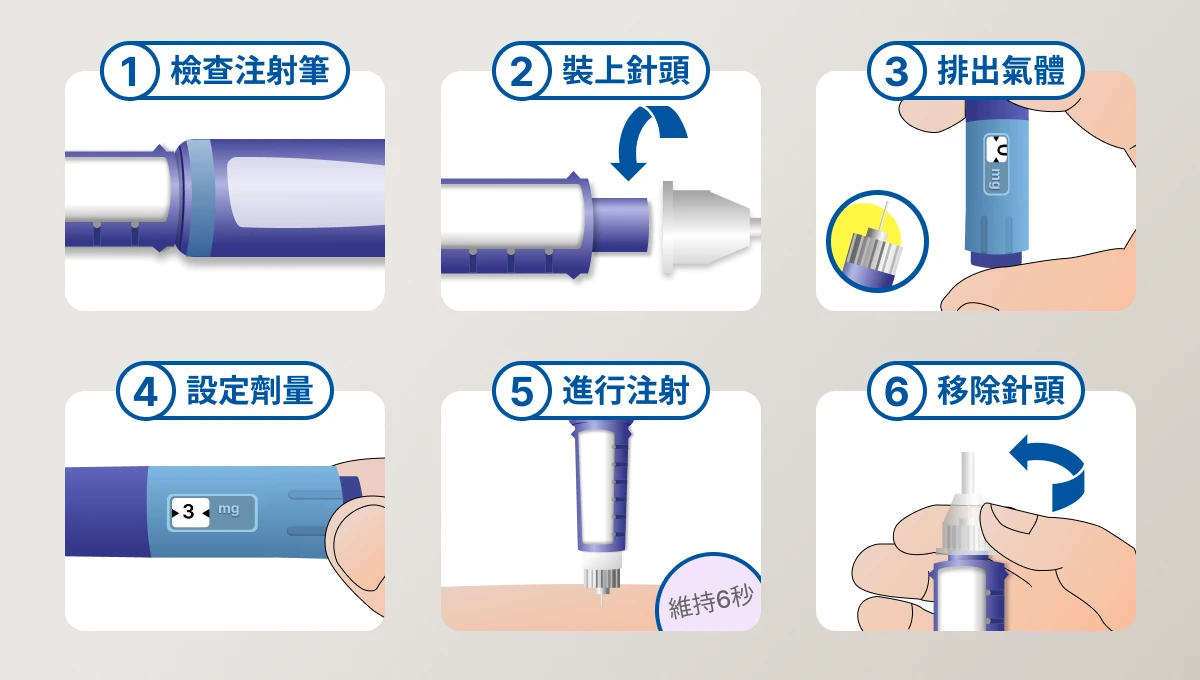 1 檢查注射筆
2 裝上針頭
3 排出氣體
0
mg
4 設定劑量
3 mg
5 進行注射
維持6秒
6 移除針頭